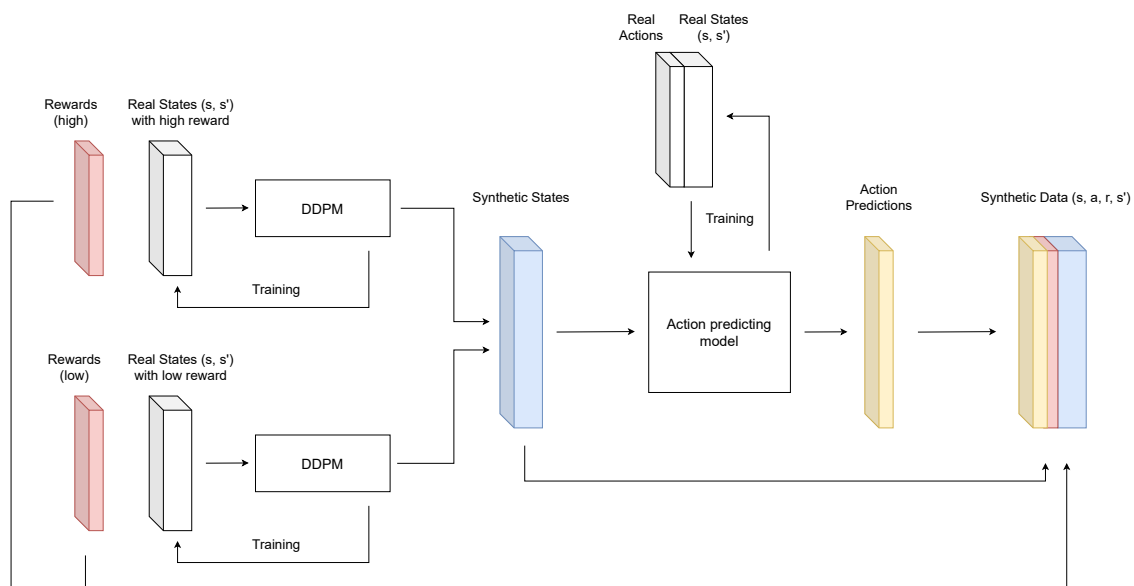 Real
Actions
Real States
(s, s')
Rewards
(high)
Real States (s, s')
with high reward
DDPM
Training
Synthetic States
Training
Action predicting
model
Action
Predictions
Synthetic Data (s, a, r, s')
Rewards
(low)
Real States (s, s')
with low reward
DDPM
Training